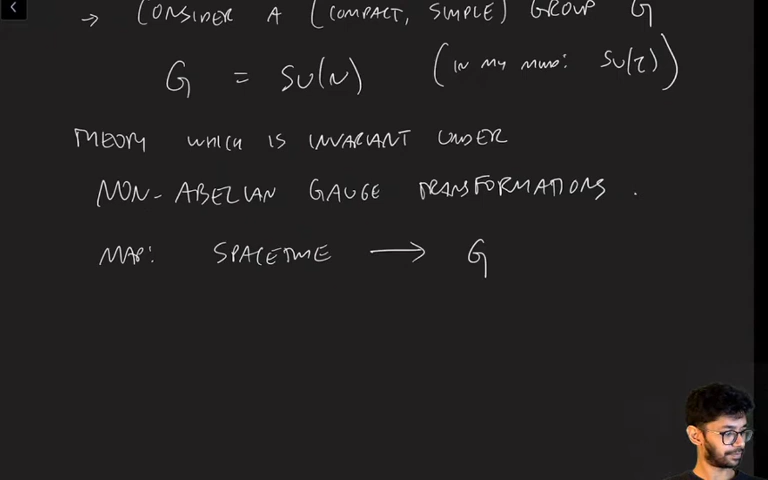 → CONSIDER A (COMPACT, SIMPLE) GROUP G
G = SU(N) (IN MY MIND: SU(2))
THEORY WHICH IS INVARIANT UNDER
NON-ABELIAN GAUGE TRANSFORMATIONS.
MAP: SPACETIME → G